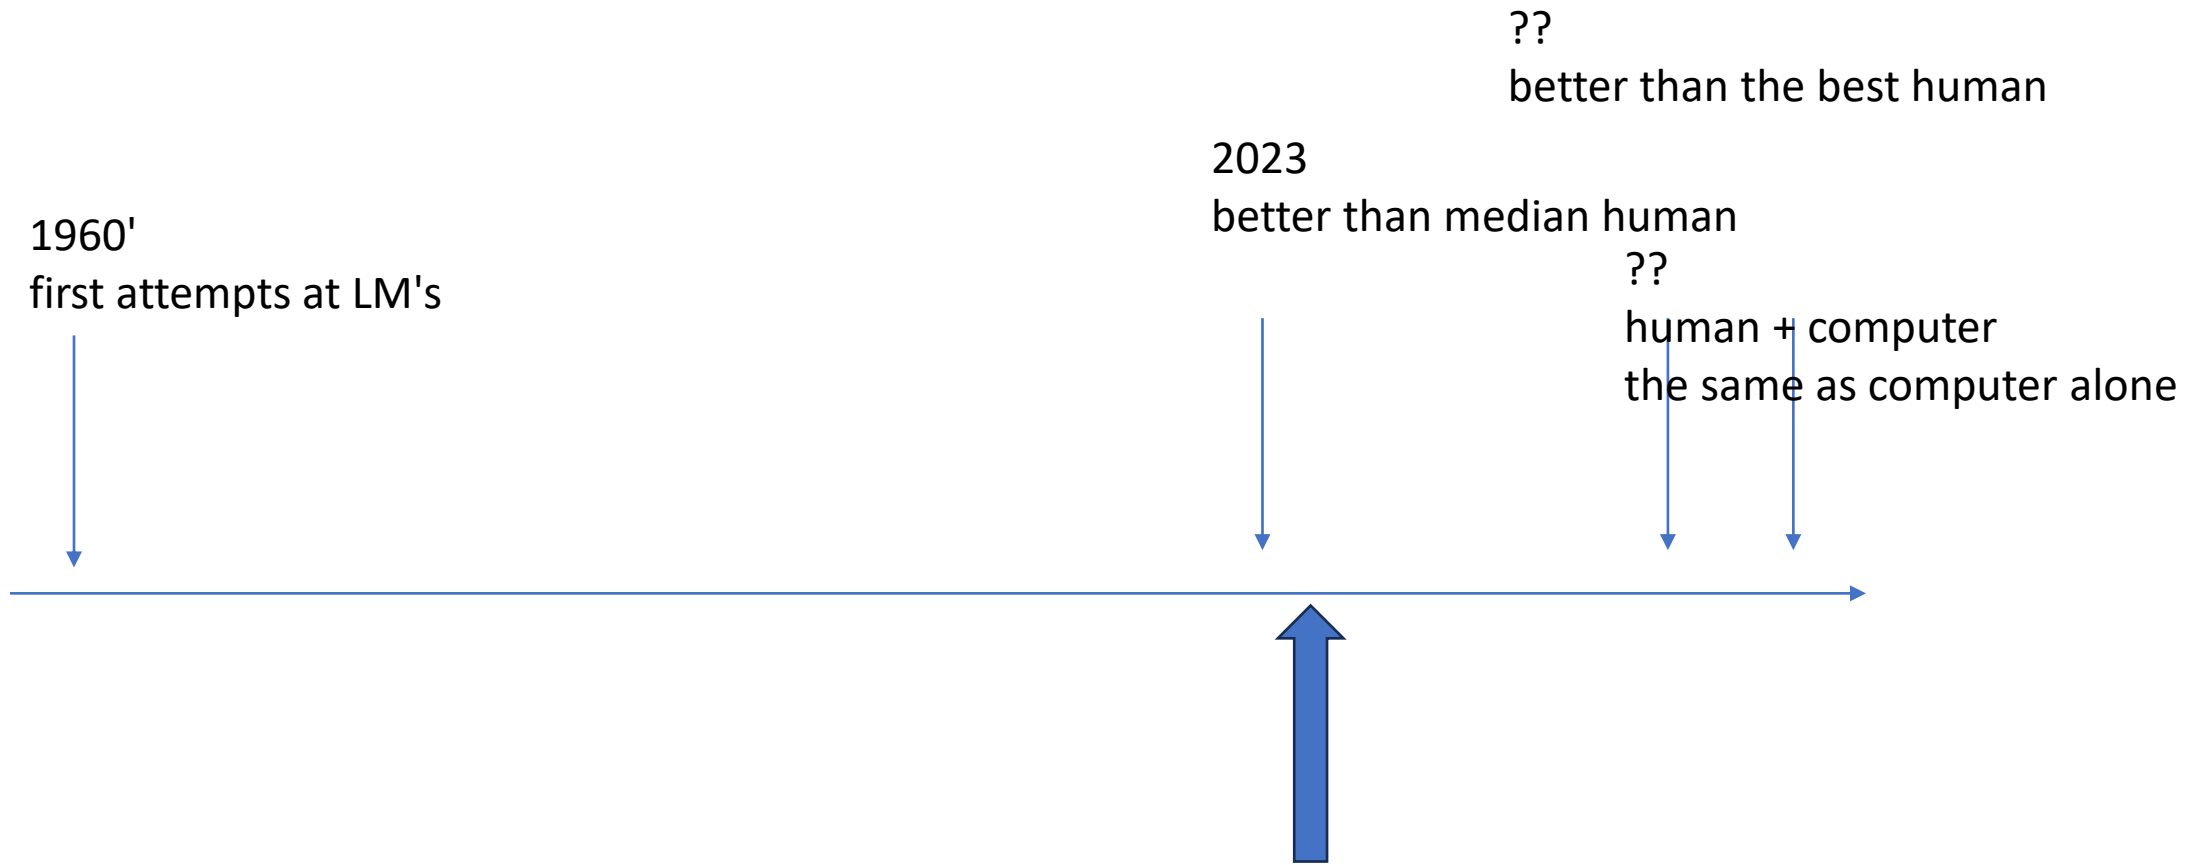 1960'
first attempts at LM's
2023
better than median human
??
better than the best human
??
human + computer
the same as computer alone